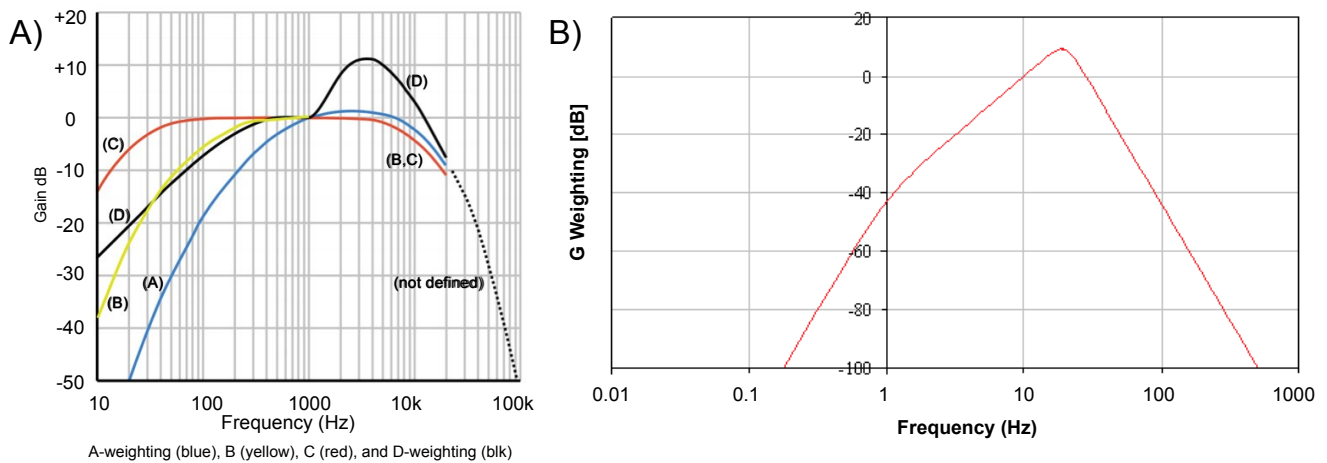 A)
+20
+10
0
-10
-20
-30
-40
-50
Gain dB
(C)
(D)
(B)
(A)
(D)
(B,C)
(not defined)
10 100 1000 10k 100k
Frequency (Hz)
A-weighting (blue), B (yellow), C (red), and D-weighting (blk)
B)
20
0
-20
-40
-60
-80
-100
G Weighting [dB]
0.01 0.1 1 10 100 1000
Frequency (Hz)